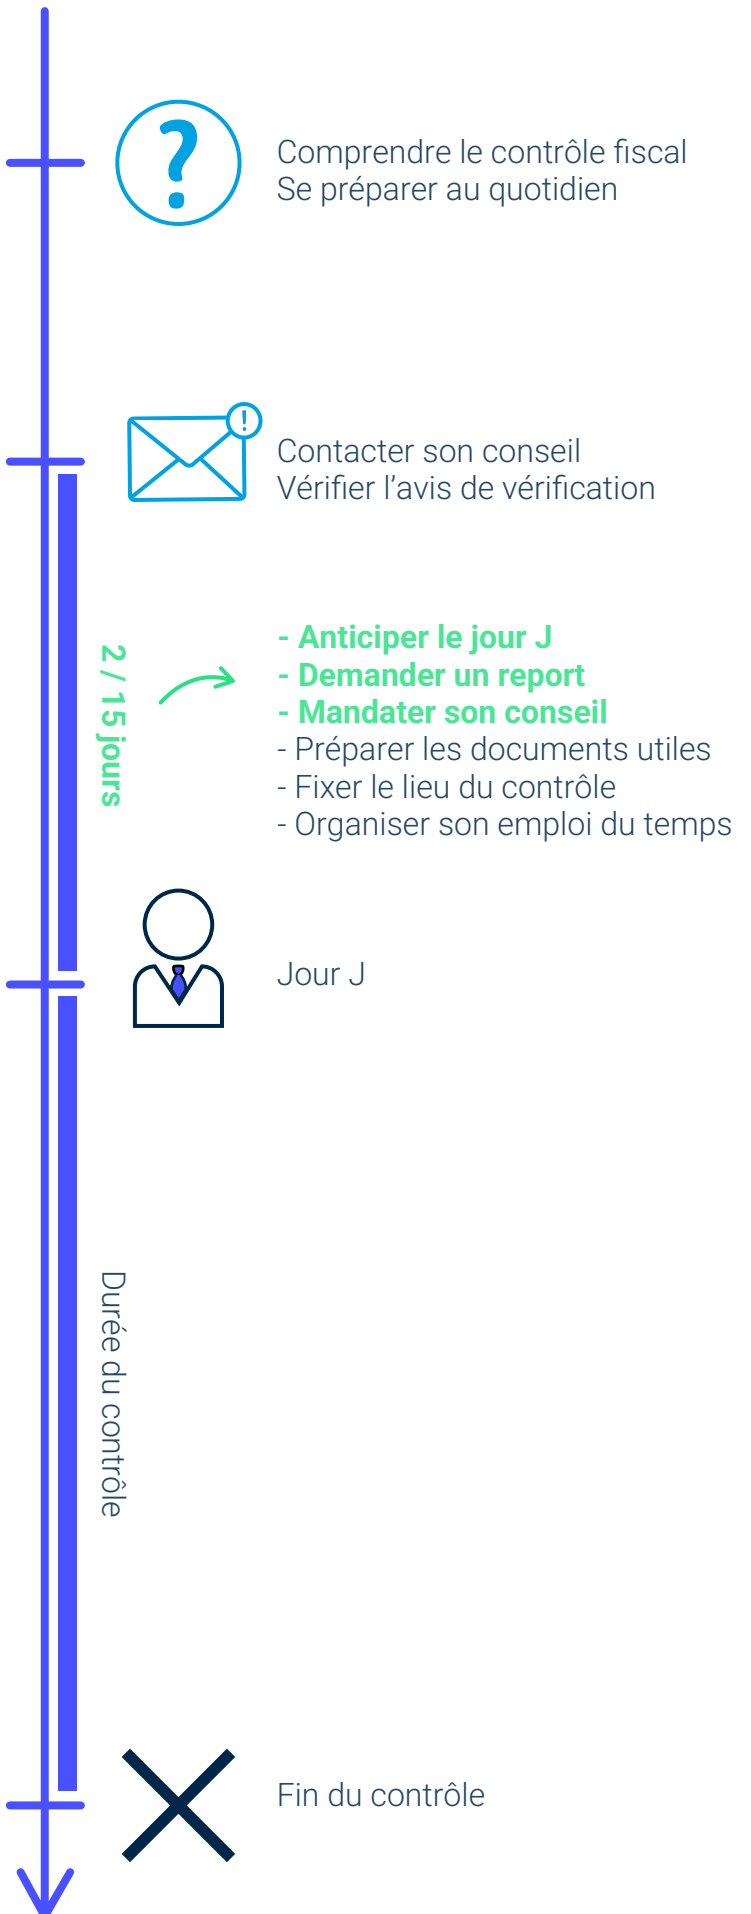 ?
Comprendre le contrôle fiscal
Se préparer au quotidien
!
Contacter son conseil
Vérifier l’avis de vérification
2 / 15 jours
- Anticiper le jour J
- Demander un report
- Mandater son conseil
- Préparer les documents utiles
- Fixer le lieu du contrôle
- Organiser son emploi du temps
Jour J
Durée du contrôle
Fin du contrôle